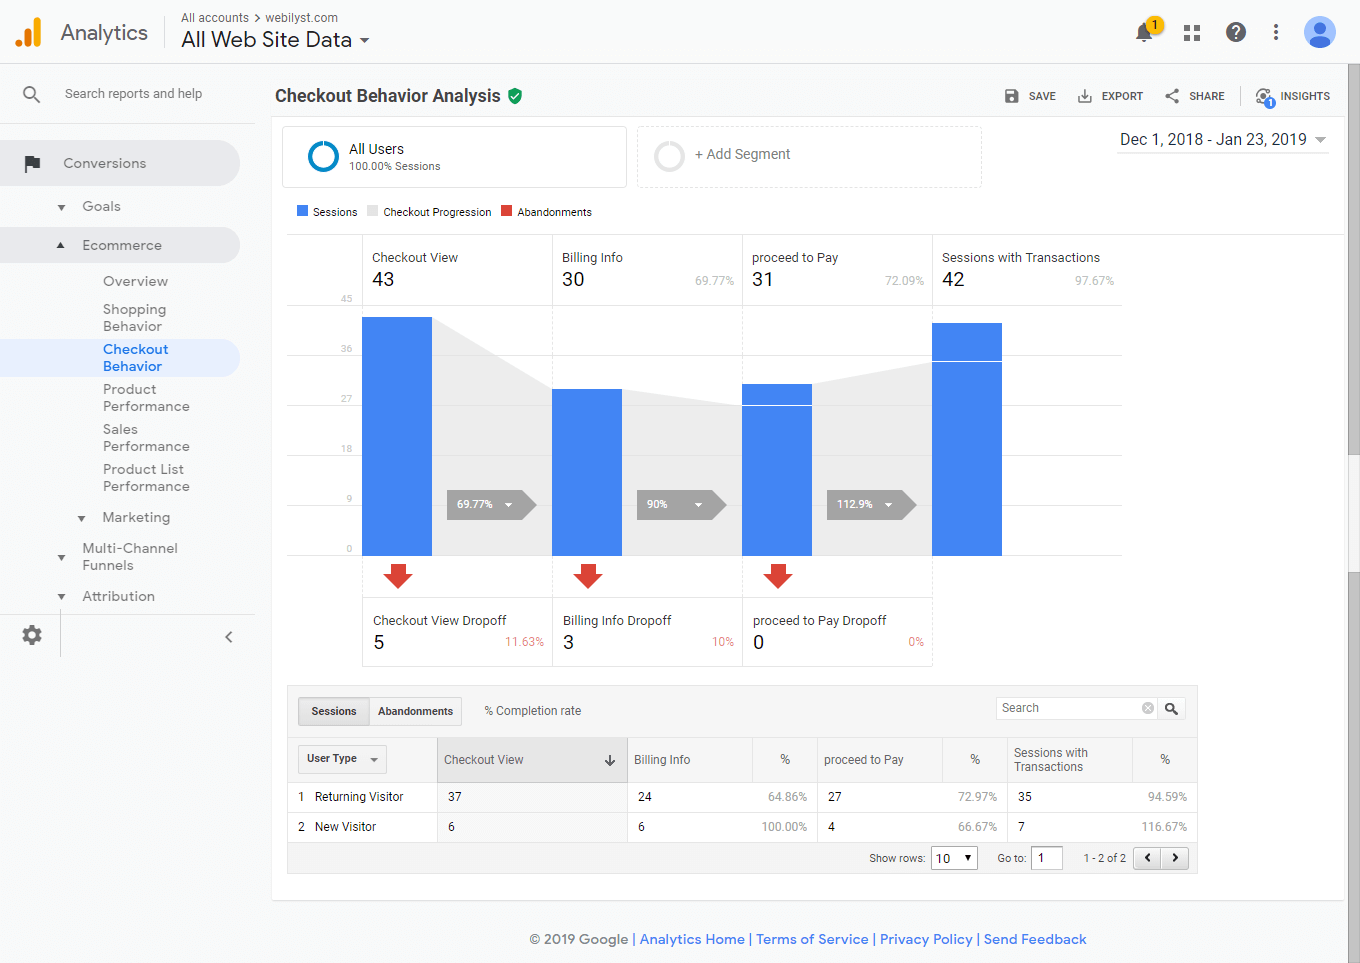 Analytics
All accounts > webilyst.com
All Web Site Data
1
Search reports and help
Conversions
Goals
Ecommerce
Overview
Shopping
Behavior
Checkout
Behavior
Product
Performance
Sales
Performance
Product List
Performance
Marketing
Multi-Channel
Funnels
Attribution
Checkout Behavior Analysis
SAVE EXPORT SHARE 1 INSIGHTS
All Users
100.00% Sessions
+ Add Segment
Dec 1, 2018 - Jan 23, 2019
Sessions Checkout Progression Abandonments
Checkout View Billing Info proceed to Pay Sessions with Transactions
43 30 69.77% 31 72.09% 42 97.67%
45
36
27
18
9
0
69.77% 90% 112.9%
Checkout View Dropoff Billing Info Dropoff proceed to Pay Dropoff
5 11.63% 3 10% 0 0%
Sessions Abandonments % Completion rate Search
User Type Checkout View Billing Info % proceed to Pay % Sessions with
Transactions %
1 Returning Visitor 37 24 64.86% 27 72.97% 35 94.59%
2 New Visitor 6 6 100.00% 4 66.67% 7 116.67%
Show rows: 10 Go to: 1 1 - 2 of 2
© 2019 Google | Analytics Home | Terms of Service | Privacy Policy | Send Feedback